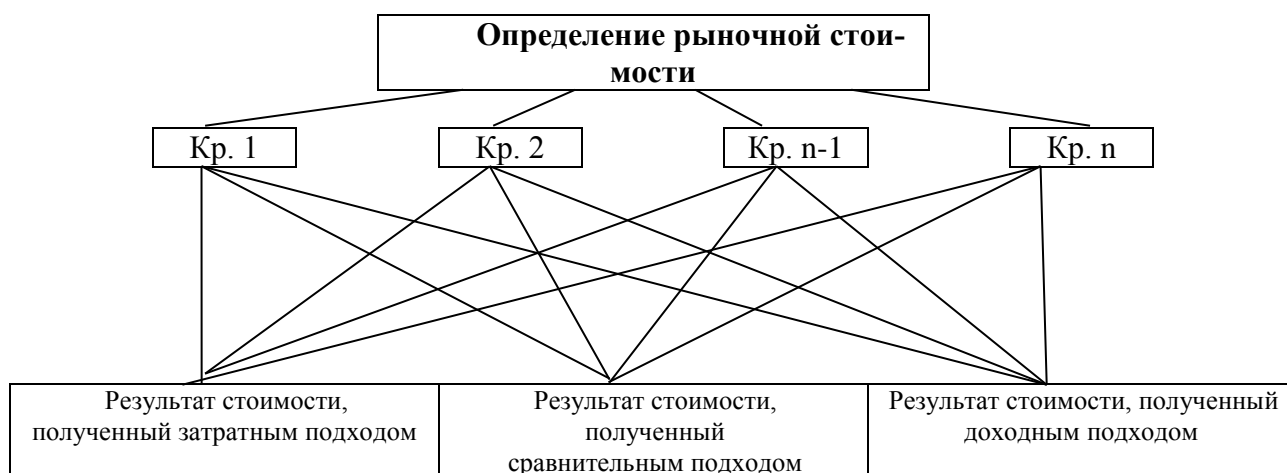 Определение рыночной стои-
мости
Кр. 1
Кр. 2
Кр. n-1
Кр. n
Результат стоимости,
полученный затратным подходом
Результат стоимости,
полученный
сравнительным подходом
Результат стоимости, полученный
доходным подходом